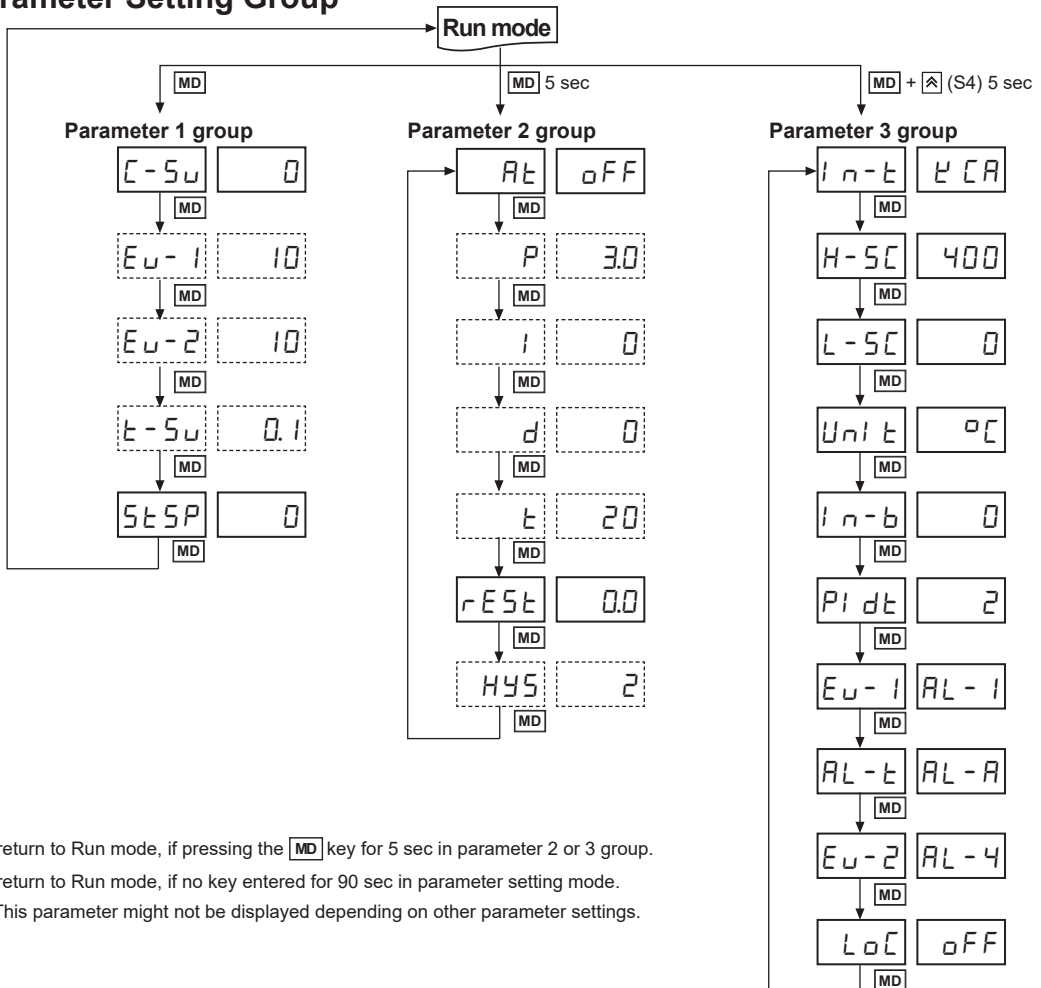 rameter Setting Group
Run mode
MD
MD 5 sec
MD + (S4) 5 sec
Parameter 1 group
C-Su 0
MD
Eu-1 10
MD
Eu-2 10
MD
t-Su 0.1
MD
StSP 0
MD
Parameter 2 group
At oFF
MD
P 3.0
MD
I 0
MD
d 0
MD
t 20
MD
rESt 0.0
MD
HYS 2
MD
Parameter 3 group
In-t KCA
MD
H-SC 400
MD
L-SC 0
MD
UnIt °C
MD
In-b 0
MD
PIdt 2
MD
Eu-1 AL-1
MD
AL-t AL-A
MD
Eu-2 AL-4
MD
LoC oFF
MD
return to Run mode, if pressing the MD key for 5 sec in parameter 2 or 3 group.
return to Run mode, if no key entered for 90 sec in parameter setting mode.
This parameter might not be displayed depending on other parameter settings.